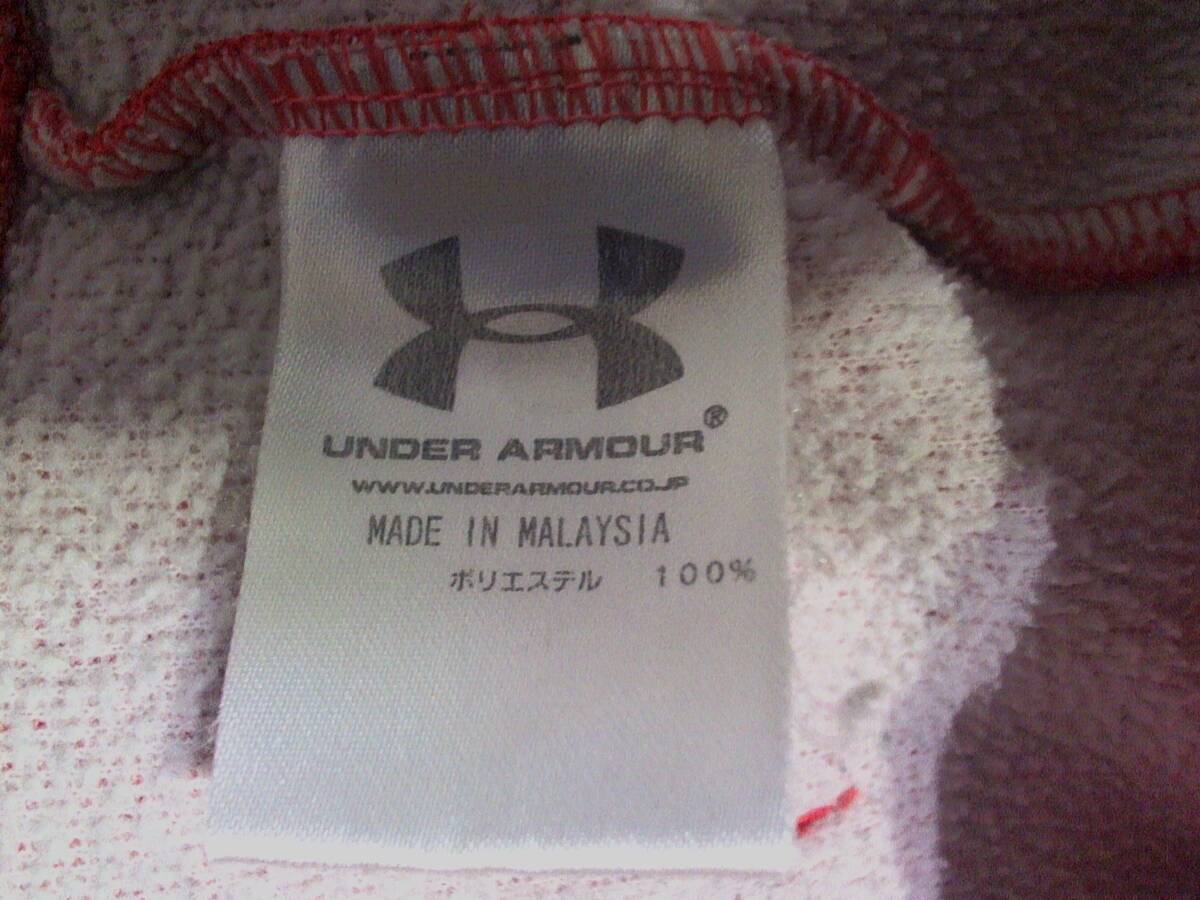 UNDER ARMOUR®
WWW.UNDERARMOUR.CO.JP
MADE IN MALAYSIA
ポリエステル 100%